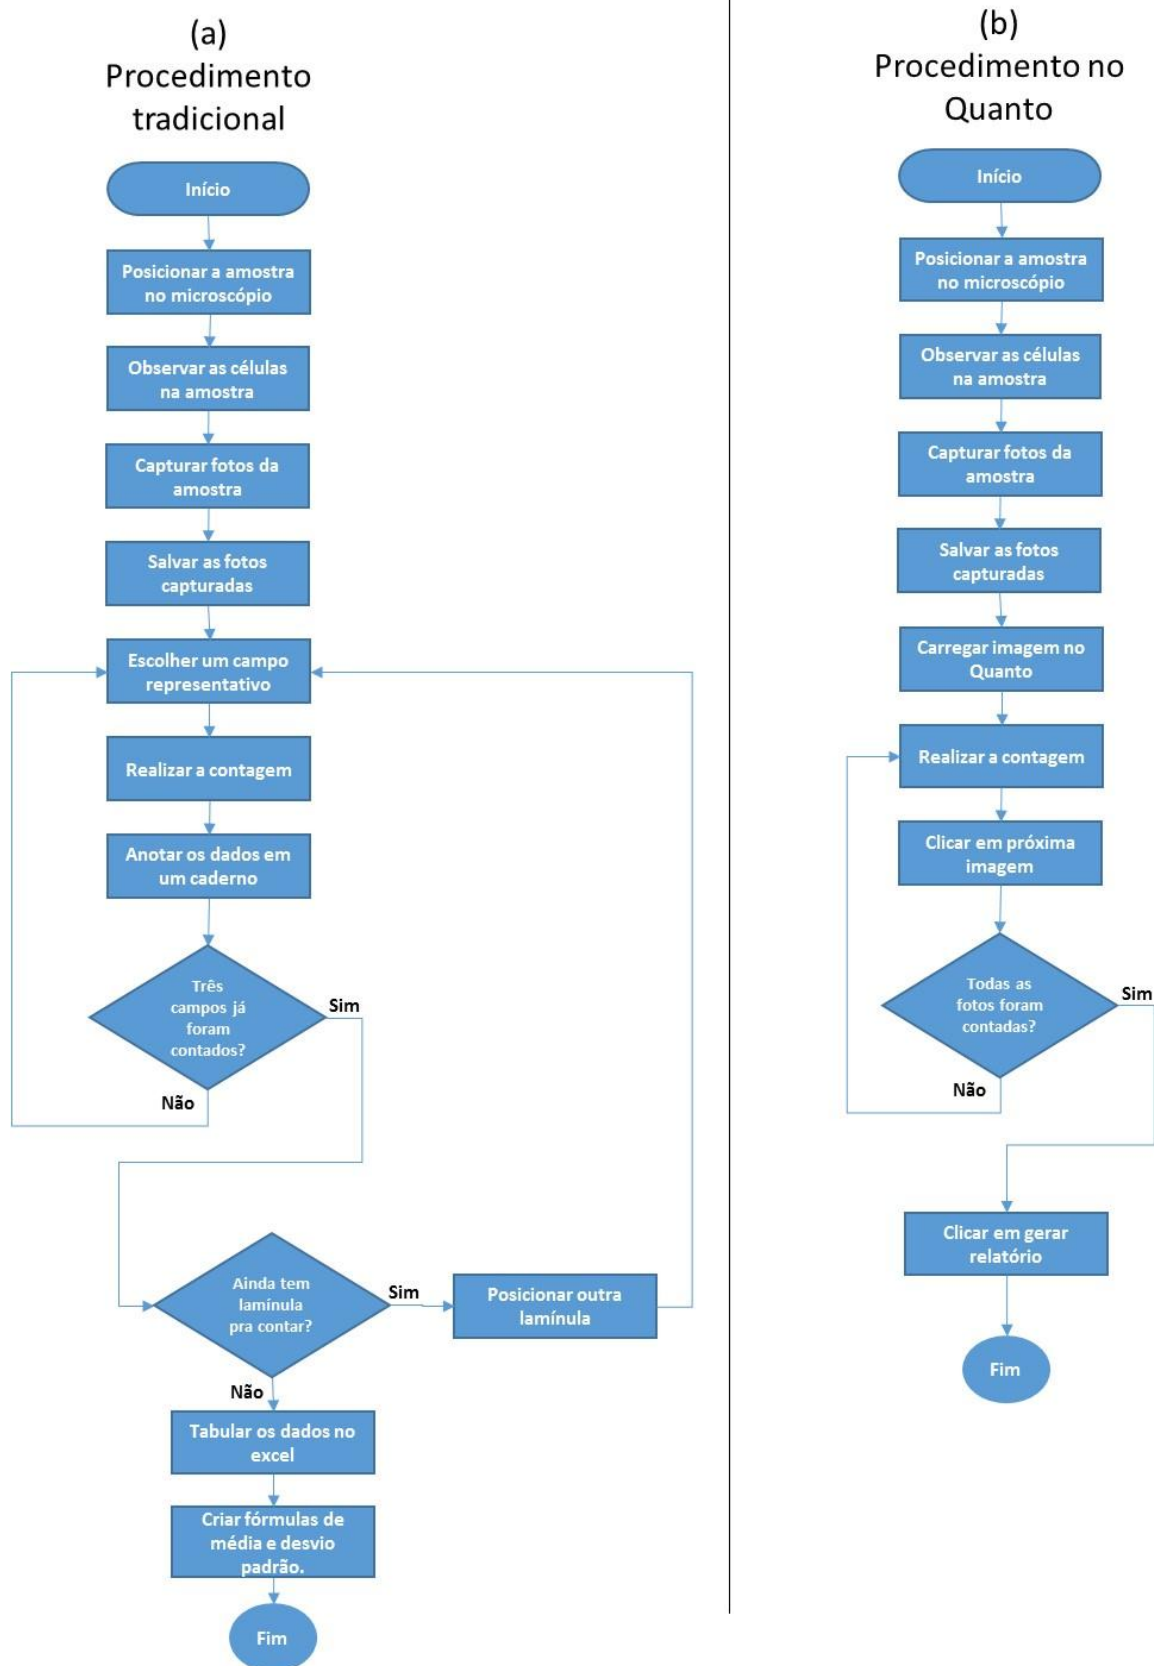 (a)
Procedimento
tradicional
Início
Posicionar a amostra
no microscópio
Observar as células
na amostra
Capturar fotos da
amostra
Salvar as fotos
capturadas
Escolher um campo
representativo
Realizar a contagem
Anotar os dados em
um caderno
Três
campos já
foram
contados?
Sim
Não
Ainda tem
lamínula
pra contar?
Sim
Posicionar outra
lamínula
Não
Tabular os dados no
excel
Criar fórmulas de
média e desvio
padrão.
Fim
(b)
Procedimento no
Quanto
Início
Posicionar a amostra
no microscópio
Observar as células
na amostra
Capturar fotos da
amostra
Salvar as fotos
capturadas
Carregar imagem no
Quanto
Realizar a contagem
Clicar em próxima
imagem
Todas as
fotos foram
contadas?
Sim
Não
Clicar em gerar
relatório
Fim